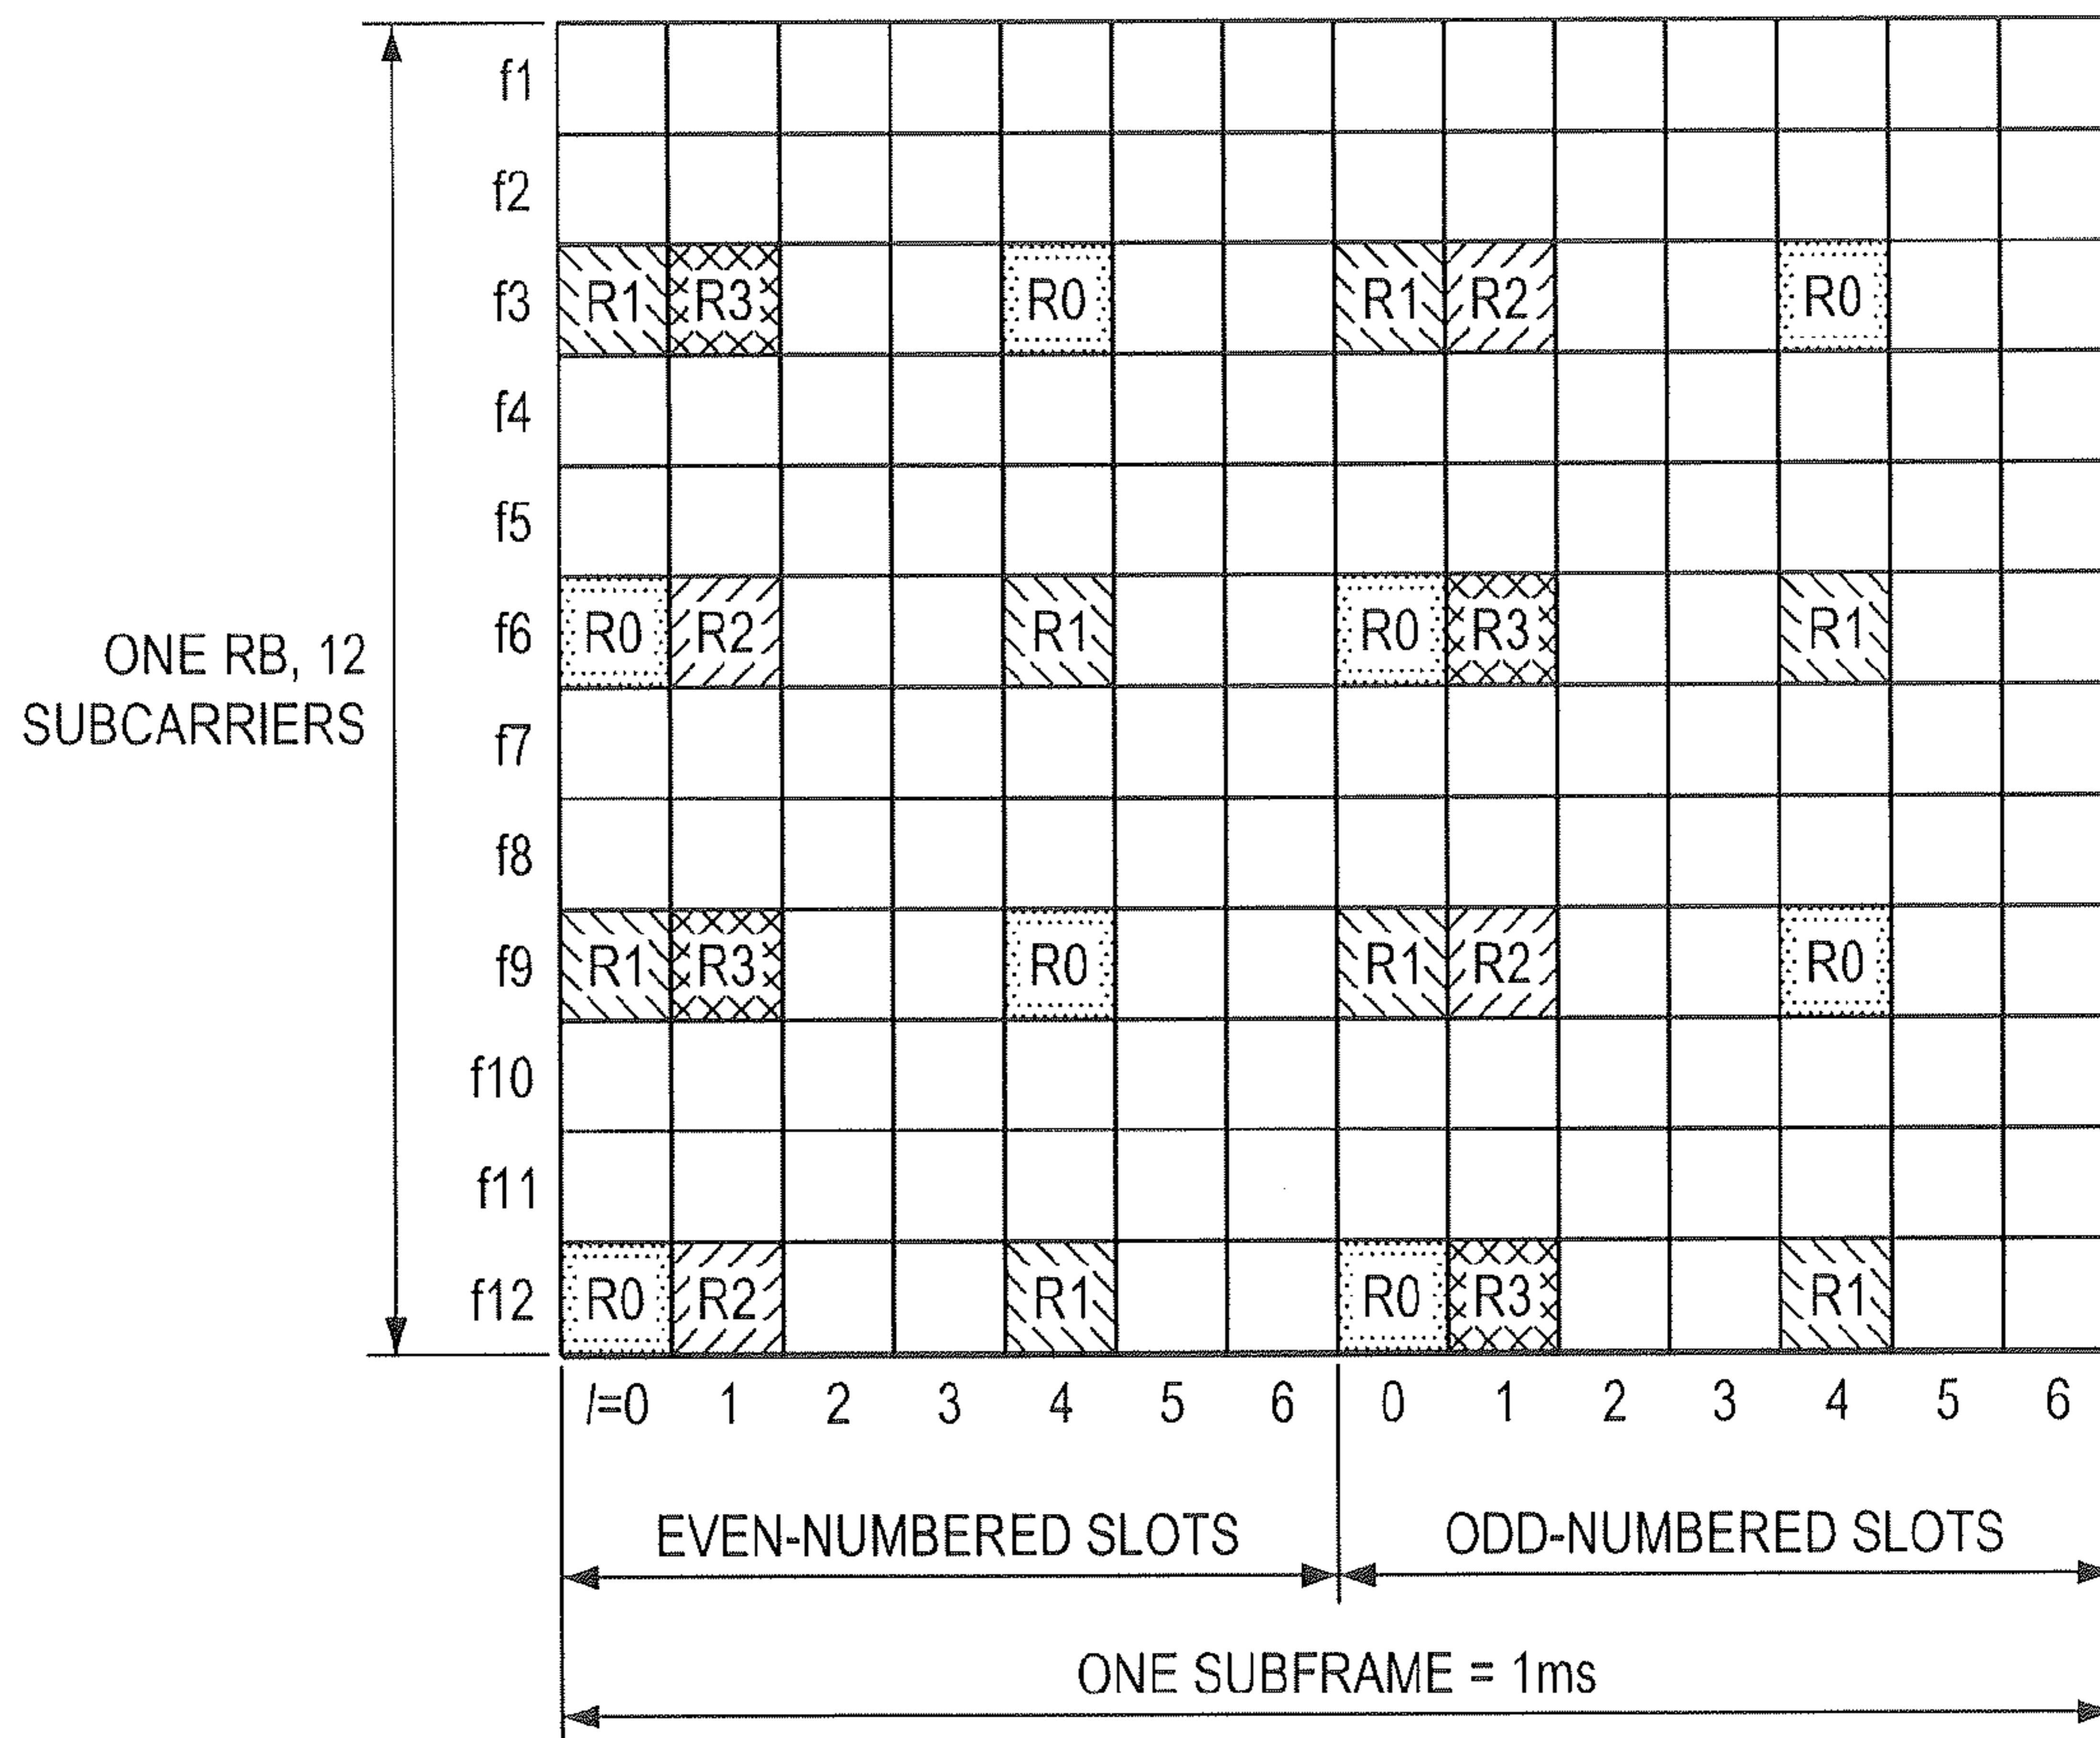 f1
f2
f3 R1 R3 R0 R1 R2 R0
f4
f5
f6 R0 R2 R1 R0 R3 R1
ONE RB, 12
SUBCARRIERS
f7
f8
f9 R1 R3 R0 R1 R2 R0
f10
f11
f12 R0 R2 R1 R0 R3 R1
l=0 1 2 3 4 5 6 0 1 2 3 4 5 6
EVEN-NUMBERED SLOTS ODD-NUMBERED SLOTS
ONE SUBFRAME = 1ms